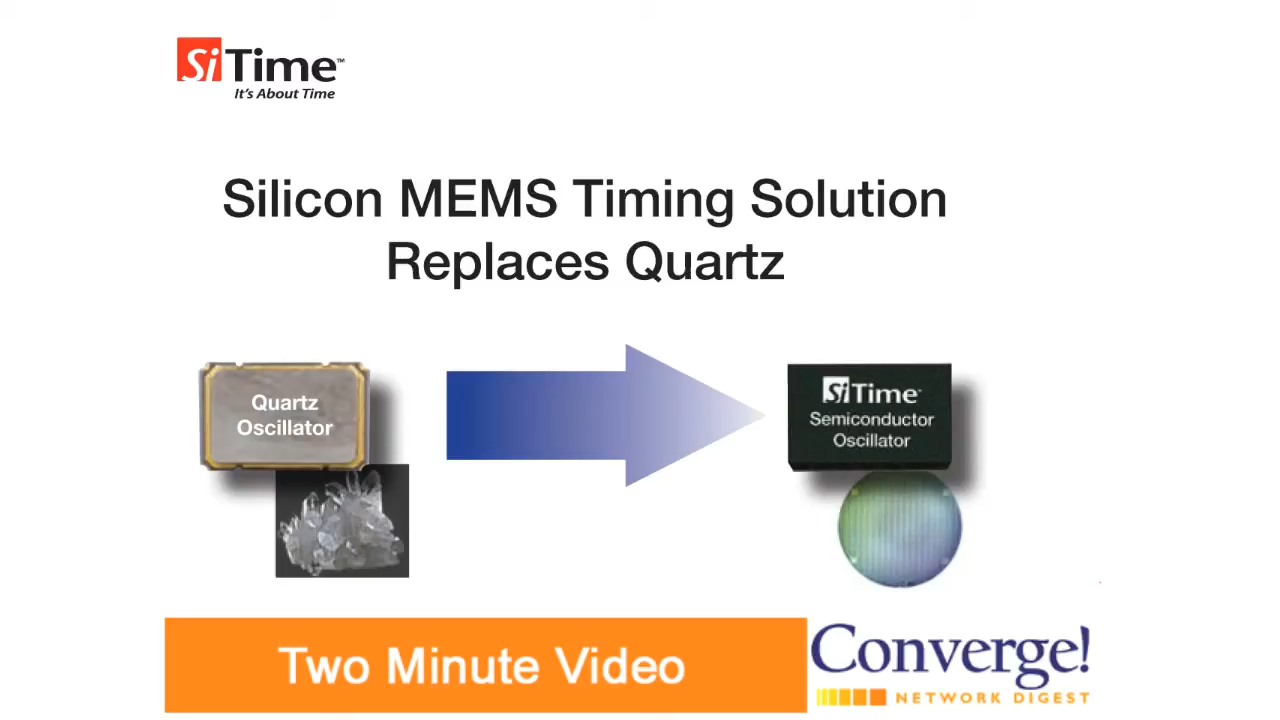 SiTime™
It's About Time
Silicon MEMS Timing Solution
Replaces Quartz
Quartz
Oscillator
SiTime™
Semiconductor
Oscillator
Two Minute Video
Converge!
NETWORK DIGEST